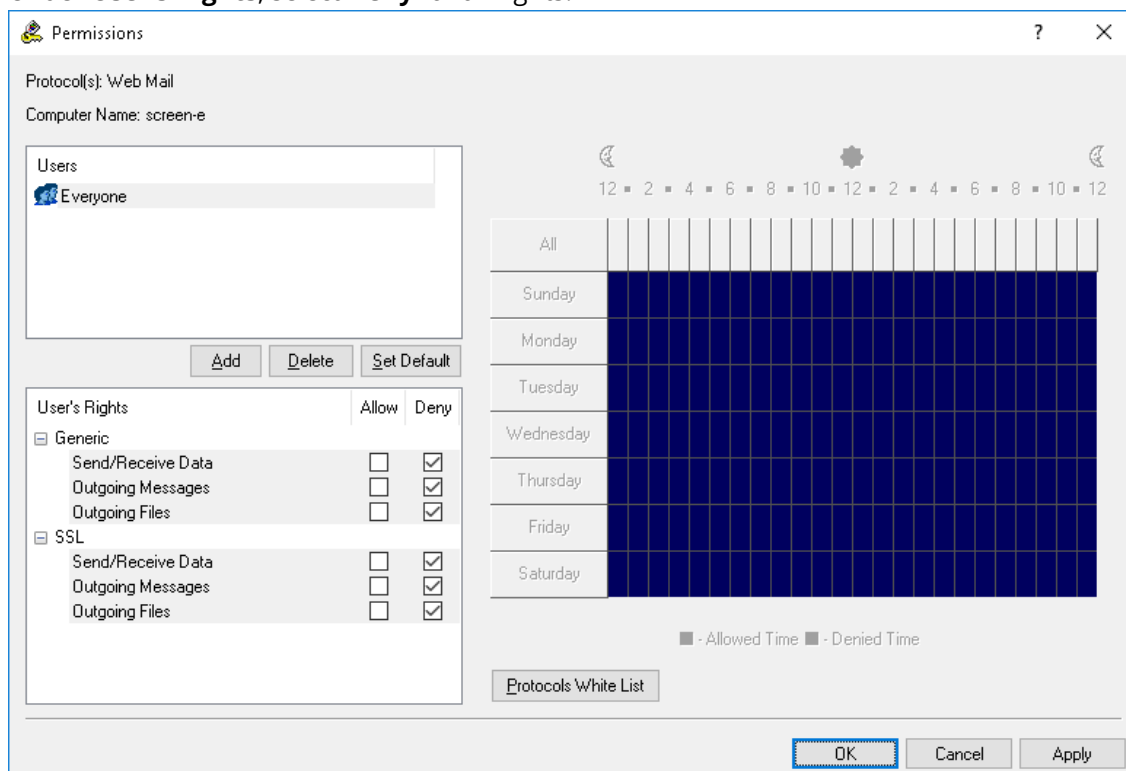 Permissions
?
Protocol(s): Web Mail
Computer Name: screen-e
Users
Everyone
Add Delete Set Default
User's Rights Allow Deny
Generic
Send/Receive Data
Outgoing Messages
Outgoing Files
SSL
Send/Receive Data
Outgoing Messages
Outgoing Files
12 2 4 6 8 10 12 2 4 6 8 10 12
All
Sunday
Monday
Tuesday
Wednesday
Thursday
Friday
Saturday
- Allowed Time - Denied Time
Protocols White List
OK Cancel Apply